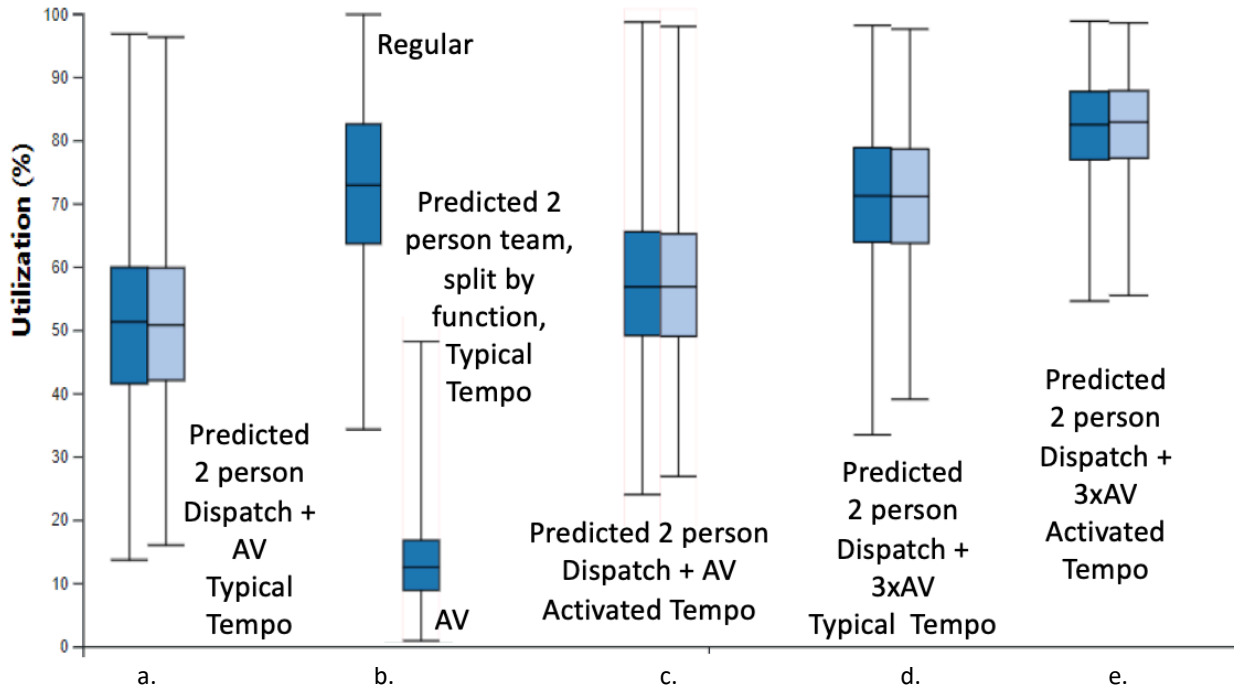 Utilization (%)
100
90
80
70
60
50
40
30
20
10
0
Predicted
2 person
Dispatch +
AV
Typical
Tempo
Regular
Predicted 2
person team,
split by
function,
Typical
Tempo
AV
Predicted 2 person
Dispatch + AV
Activated Tempo
Predicted
2 person
Dispatch +
3xAV
Typical Tempo
Predicted
2 person
Dispatch +
3xAV
Activated
Tempo
a.
b.
c.
d.
e.